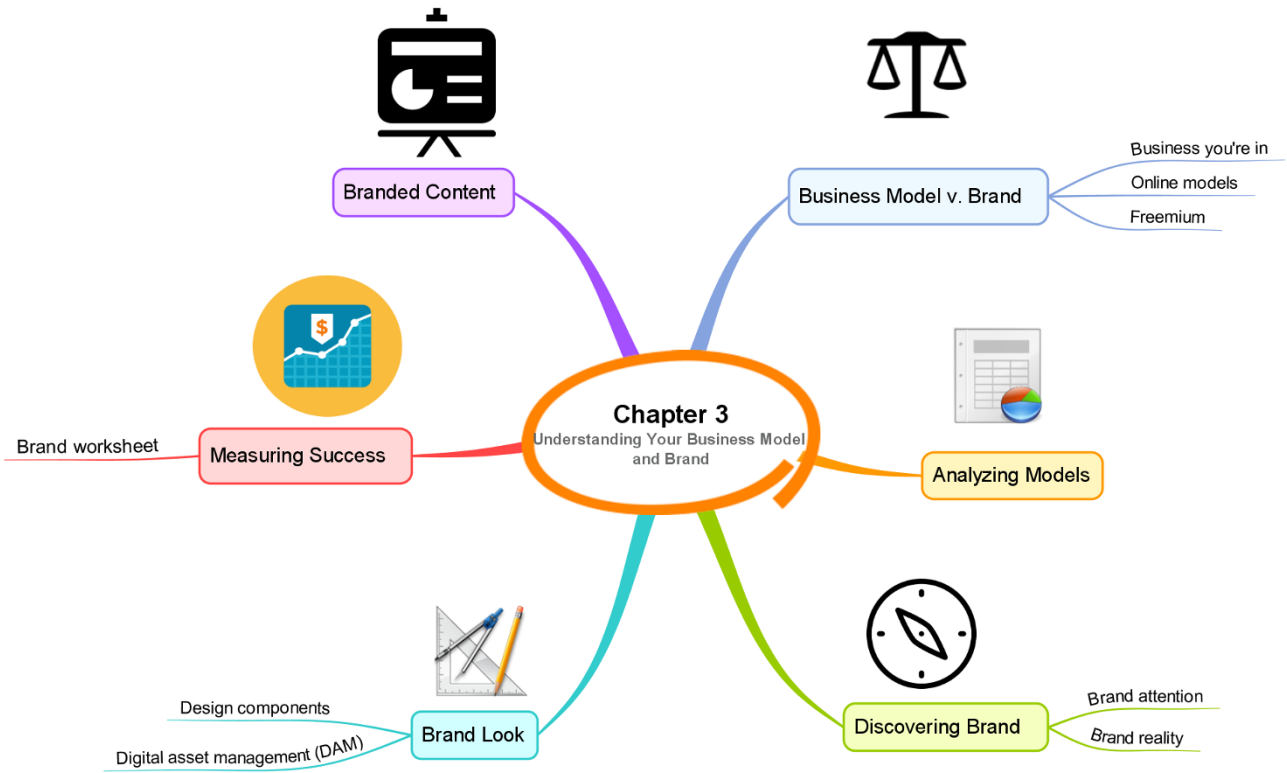 Chapter 3
Understanding Your Business Model
and Brand
Business Model v. Brand
Business you're in
Online models
Freemium
Analyzing Models
Discovering Brand
Brand attention
Brand reality
Brand Look
Design components
Digital asset management (DAM)
Measuring Success
$
Brand worksheet
Branded Content